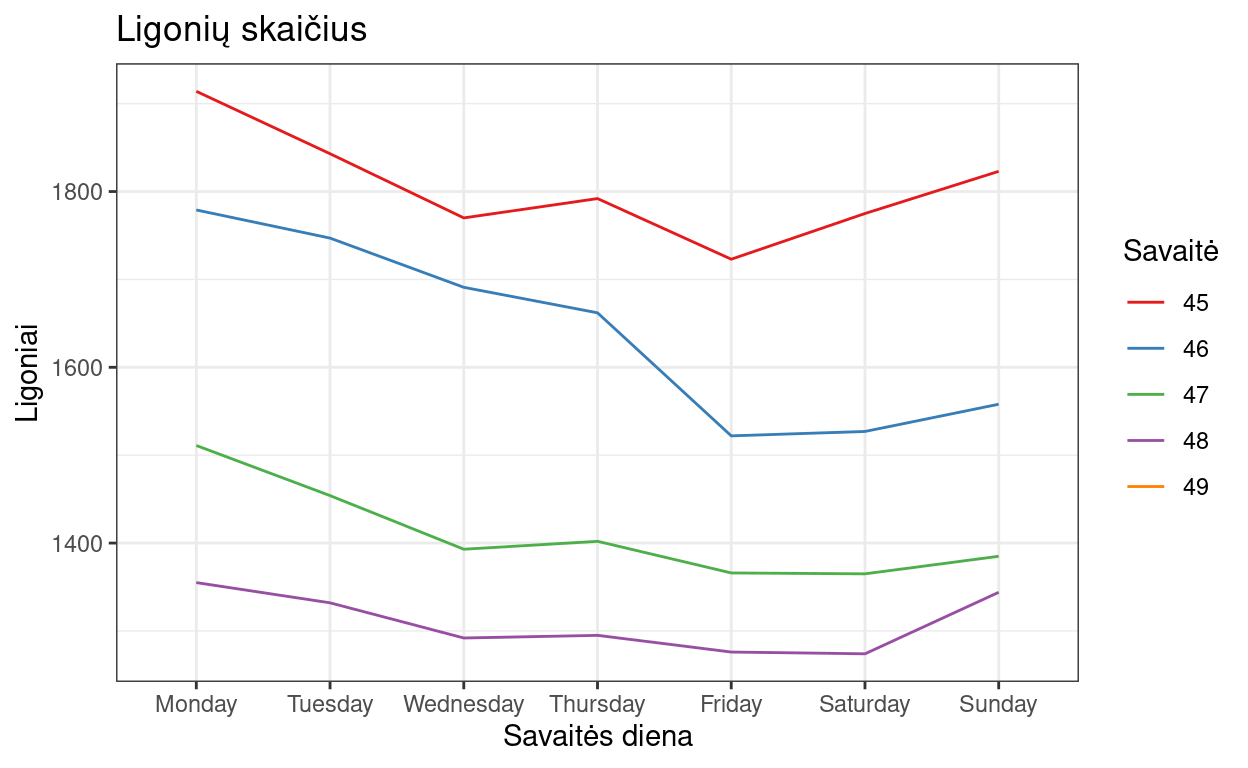 Ligonių skaičius
Ligoniai
1800
1600
1400
Monday Tuesday Wednesday Thursday Friday Saturday Sunday
Savaitės diena
Savaitė
45
46
47
48
49